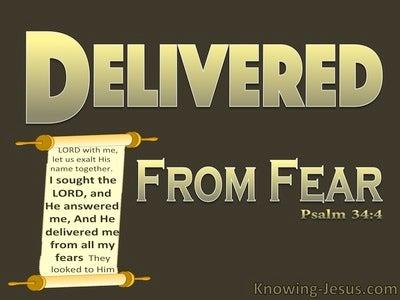 DELIVERED
LORD with me,
let us exalt His
name together.
I sought the
LORD, and
He answered
me, And He
delivered me
from all my
fears They
looked to Him
FROM FEAR
Psalm 34:4
Knowing-Jesus.com